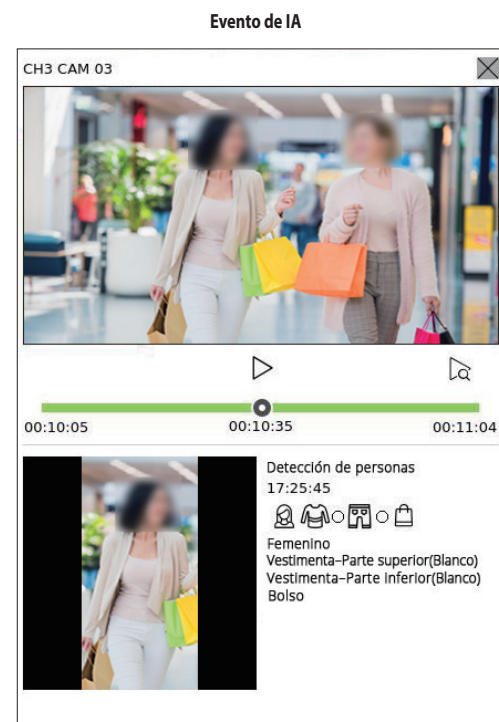 Evento de IA
CH3 CAM 03
00:10:05 00:10:35 00:11:04
Detección de personas
17:25:45
Femenino
Vestimenta-Parte superior(Blanco)
Vestimenta-Parte Inferior(Blanco)
Bolso